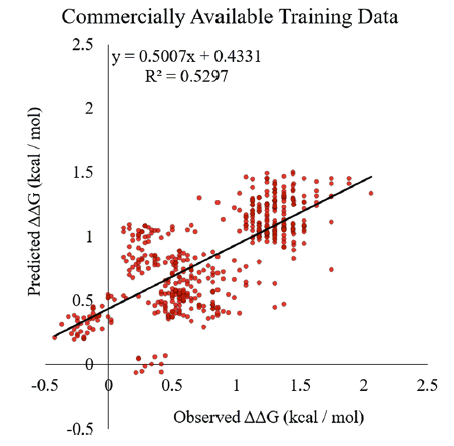 Commercially Available Training Data
y = 0.5007x + 0.4331
R² = 0.5297
Predicted ΔΔG (kcal / mol)
2.5
2
1.5
1
0.5
0
-0.5
-0.5 0 0.5 1 1.5 2 2.5
Observed ΔΔG (kcal / mol)